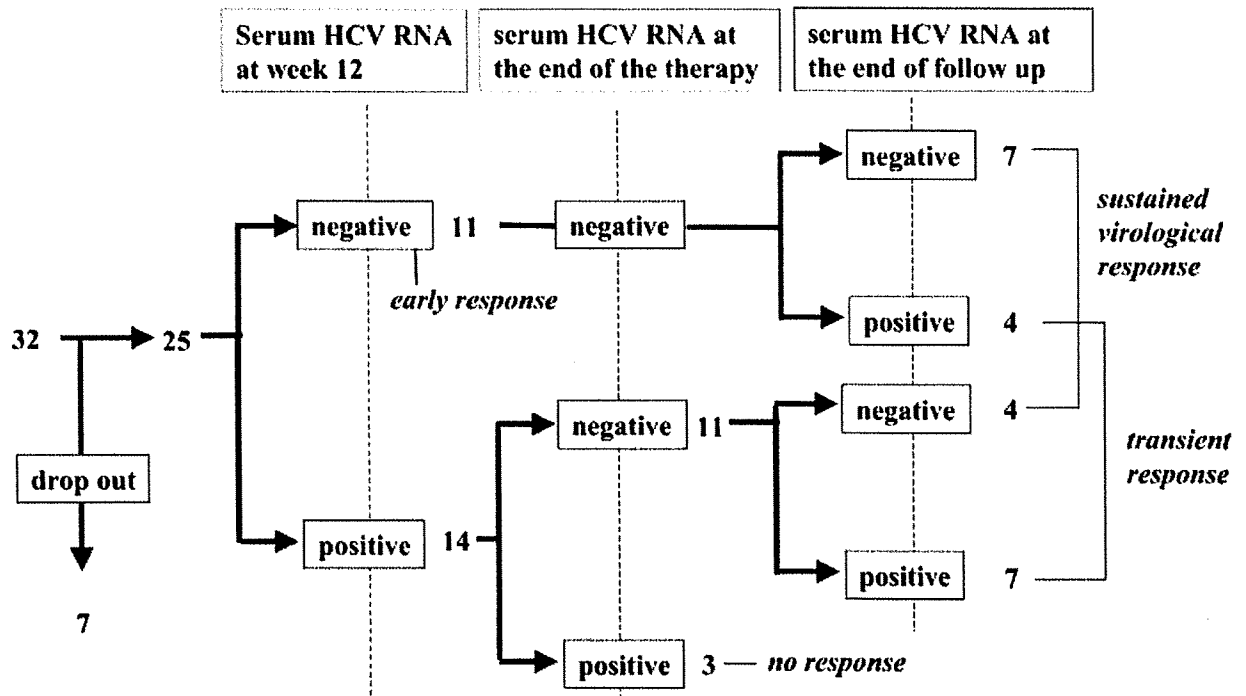 Serum HCV RNA
at week 12
serum HCV RNA at
the end of the therapy
serum HCV RNA at
the end of follow up
negative 7
sustained
virological
response
negative 11
negative
early response
positive 4
32
25
negative 4
negative 11
transient
response
drop out
positive 14
positive 7
7
positive 3
no response